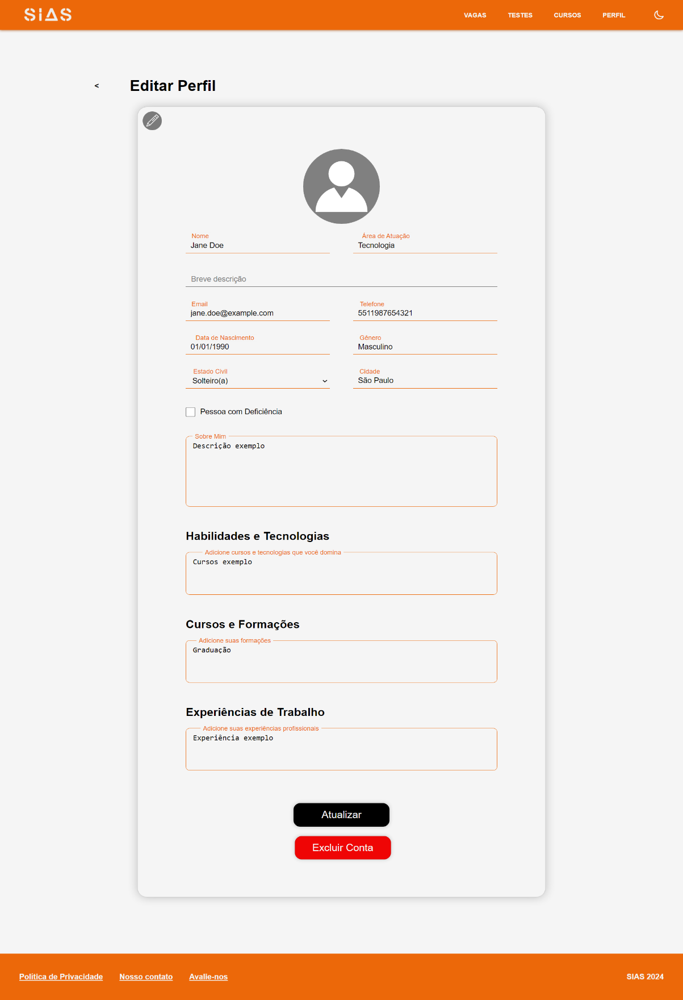 SIAS
VAGAS TESTES CURSOS PERFIL
< Editar Perfil
Nome Área de Atuação
Jane Doe Tecnologia
Breve descrição
Email Telefone
jane.doe@example.com 5511987654321
Data de Nascimento Gênero
01/01/1990 Masculino
Estado Civil CIdade
Solteiro(a) São Paulo
Pessoa com Deficiência
Sobre Mim
Descrição exemplo
Habilidades e Tecnologias
Adicione cursos e tecnologias que você domina
Cursos exemplo
Cursos e Formações
Adicione suas formações
Graduação
Experiências de Trabalho
Adicione suas experiências profissionais
Experiência exemplo
Atualizar
Excluir Conta
Política de Privacidade Nosso contato Avalie-nos SIAS 2024